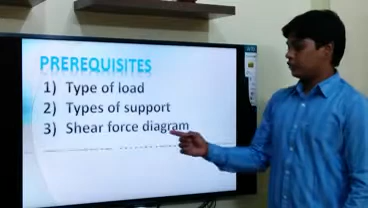 PREREQUISITES
1) Type of load
2) Types of support
3) Shear force diagram